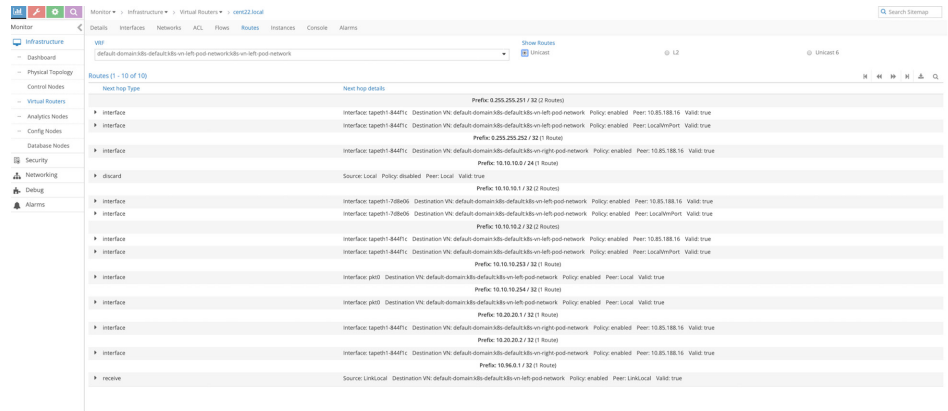 Monitor > Infrastructure > Virtual Routers > cent22.local
Search Sitemap
Monitor
Details Interfaces Networks ACL Flows Routes Instances Console Alarms
Infrastructure
Dashboard
Physical Topology
Control Nodes
Virtual Routers
Analytics Nodes
Config Nodes
Database Nodes
Security
Networking
Debug
Alarms
VRF
default-domain:k8s-default:k8s-vn-left-pod-network:k8s-vn-left-pod-network
Show Routes
Unicast L2 Unicast 6
Routes (1 - 10 of 10)
Next hop Type Next hop details
Prefix: 0.255.255.251 / 32 (2 Routes)
interface Interface: tapeth1-844f1c Destination VN: default-domain:k8s-default:k8s-vn-left-pod-network Policy: enabled Peer: 10.85.188.16 Valid: true
interface Interface: tapeth1-844f1c Destination VN: default-domain:k8s-default:k8s-vn-left-pod-network Policy: enabled Peer: LocalVmPort Valid: true
Prefix: 0.255.255.252 / 32 (1 Route)
interface Interface: tapeth1-844f1c Destination VN: default-domain:k8s-default:k8s-vn-right-pod-network Policy: enabled Peer: 10.85.188.16 Valid: true
Prefix: 10.10.10.0 / 24 (1 Route)
discard Source: Local Policy: disabled Peer: Local Valid: true
Prefix: 10.10.10.1 / 32 (2 Routes)
interface Interface: tapeth1-7d8e06 Destination VN: default-domain:k8s-default:k8s-vn-left-pod-network Policy: enabled Peer: 10.85.188.16 Valid: true
interface Interface: tapeth1-7d8e06 Destination VN: default-domain:k8s-default:k8s-vn-left-pod-network Policy: enabled Peer: LocalVmPort Valid: true
Prefix: 10.10.10.2 / 32 (2 Routes)
interface Interface: tapeth1-844f1c Destination VN: default-domain:k8s-default:k8s-vn-left-pod-network Policy: enabled Peer: 10.85.188.16 Valid: true
interface Interface: tapeth1-844f1c Destination VN: default-domain:k8s-default:k8s-vn-left-pod-network Policy: enabled Peer: LocalVmPort Valid: true
Prefix: 10.10.10.253 / 32 (1 Route)
interface Interface: pkt0 Destination VN: default-domain:k8s-default:k8s-vn-left-pod-network Policy: enabled Peer: Local Valid: true
Prefix: 10.10.10.254 / 32 (1 Route)
interface Interface: pkt0 Destination VN: default-domain:k8s-default:k8s-vn-left-pod-network Policy: enabled Peer: Local Valid: true
Prefix: 10.20.20.1 / 32 (1 Route)
interface Interface: tapeth1-844f1c Destination VN: default-domain:k8s-default:k8s-vn-right-pod-network Policy: enabled Peer: 10.85.188.16 Valid: true
Prefix: 10.20.20.2 / 32 (1 Route)
interface Interface: tapeth1-844f1c Destination VN: default-domain:k8s-default:k8s-vn-right-pod-network Policy: enabled Peer: 10.85.188.16 Valid: true
Prefix: 10.96.0.1 / 32 (1 Route)
receive Source: LinkLocal Destination VN: default-domain:k8s-default:k8s-vn-left-pod-network Policy: enabled Peer: LinkLocal Valid: true